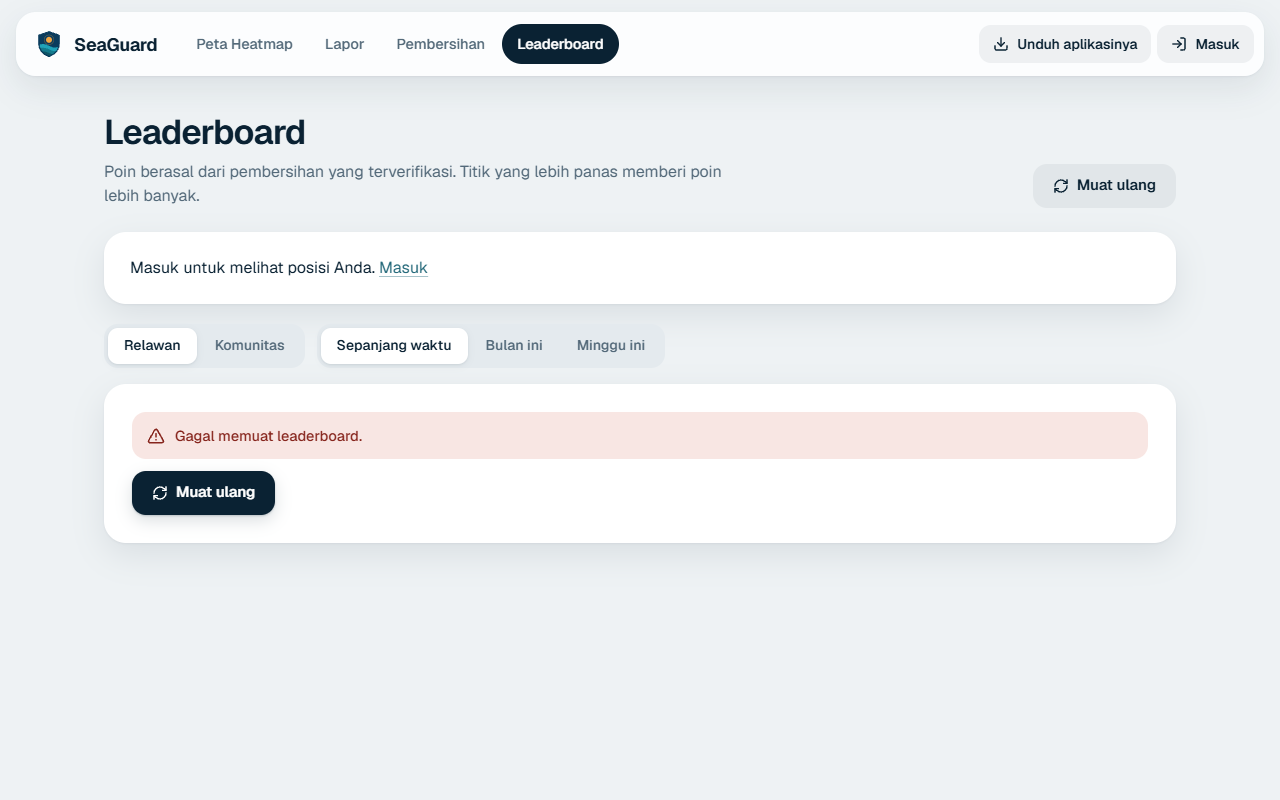 SeaGuard
Peta Heatmap
Lapor
Pembersihan
Leaderboard
Unduh aplikasinya
Masuk
Leaderboard
Poin berasal dari pembersihan yang terverifikasi. Titik yang lebih panas memberi poin
lebih banyak.
Muat ulang
Masuk untuk melihat posisi Anda. Masuk
Relawan
Komunitas
Sepanjang waktu
Bulan ini
Minggu ini
Gagal memuat leaderboard.
Muat ulang